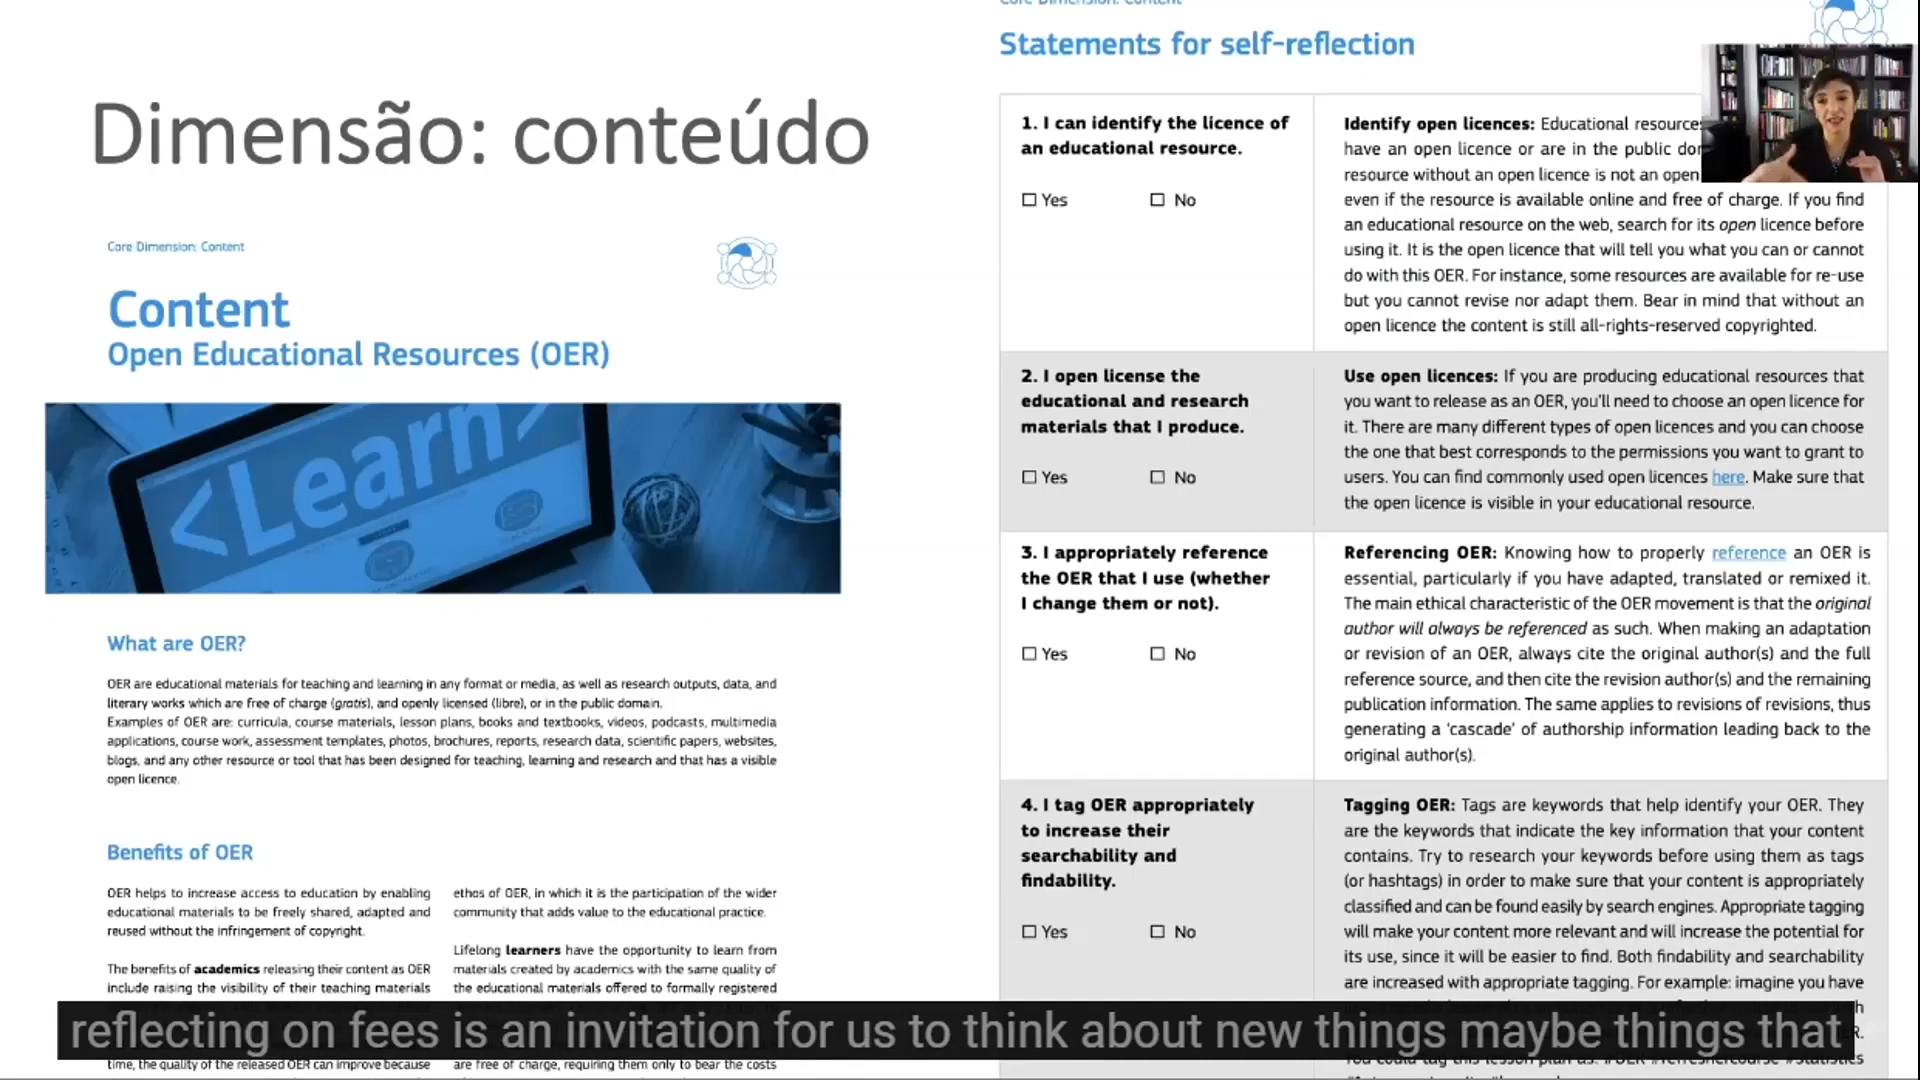 Dimensão: conteúdo
Core Dimension: Content
Content
Open Educational Resources (OER)
<Learn>
What are OER?
OER are educational materials for teaching and learning in any format or media, as well as research outputs, data, and
literary works which are free of charge (gratis), and openly licensed (libre), or in the public domain.
Examples of OER are: curricula, course materials, lesson plans, books and textbooks, videos, podcasts, multimedia
applications, course work, assessment templates, photos, brochures, reports, research data, scientific papers, websites,
blogs, and any other resource or tool that has been designed for teaching, learning and research and that has a visible
open licence.
Benefits of OER
OER helps to increase access to education by enabling
educational materials to be freely shared, adapted and
reused without the infringement of copyright.
The benefits of academics releasing their content as OER
include raising the visibility of their teaching materials
time, the quality of the released OER can improve because
ethos of OER, in which it is the participation of the wider
community that adds value to the educational practice.
Lifelong learners have the opportunity to learn from
materials created by academics with the same quality of
the educational materials offered to formally registered
are free of charge, requiring them only to bear the costs
Core Dimension: Content
Statements for self-reflection
1. I can identify the licence of
an educational resource.
☐ Yes ☐ No
Identify open licences: Educational resources
have an open licence or are in the public
resource without an open licence is not an open
even if the resource is available online and free of charge. If you find
an educational resource on the web, search for its open licence before
using it. It is the open licence that will tell you what you can or cannot
do with this OER. For instance, some resources are available for re-use
but you cannot revise nor adapt them. Bear in mind that without an
open licence the content is still all-rights-reserved copyrighted.
2. I open license the
educational and research
materials that I produce.
☐ Yes ☐ No
Use open licences: If you are producing educational resources that
you want to release as an OER, you'll need to choose an open licence for
it. There are many different types of open licences and you can choose
the one that best corresponds to the permissions you want to grant to
users. You can find commonly used open licences here. Make sure that
the open licence is visible in your educational resource.
3. I appropriately reference
the OER that I use (whether
I change them or not).
☐ Yes ☐ No
Referencing OER: Knowing how to properly reference an OER is
essential, particularly if you have adapted, translated or remixed it.
The main ethical characteristic of the OER movement is that the original
author will always be referenced as such. When making an adaptation
or revision of an OER, always cite the original author(s) and the full
reference source, and then cite the revision author(s) and the remaining
publication information. The same applies to revisions of revisions, thus
generating a 'cascade' of authorship information leading back to the
original author(s).
4. I tag OER appropriately
to increase their
searchability and
findability.
☐ Yes ☐ No
Tagging OER: Tags are keywords that help identify your OER. They
are the keywords that indicate the key information that your content
contains. Try to research your keywords before using them as tags
(or hashtags) in order to make sure that your content is appropriately
classified and can be found easily by search engines. Appropriate tagging
will make your content more relevant and will increase the potential for
its use, since it will be easier to find. Both findability and searchability
are increased with appropriate tagging. For example: imagine you have
reflecting on fees is an invitation for us to think about new things maybe things that